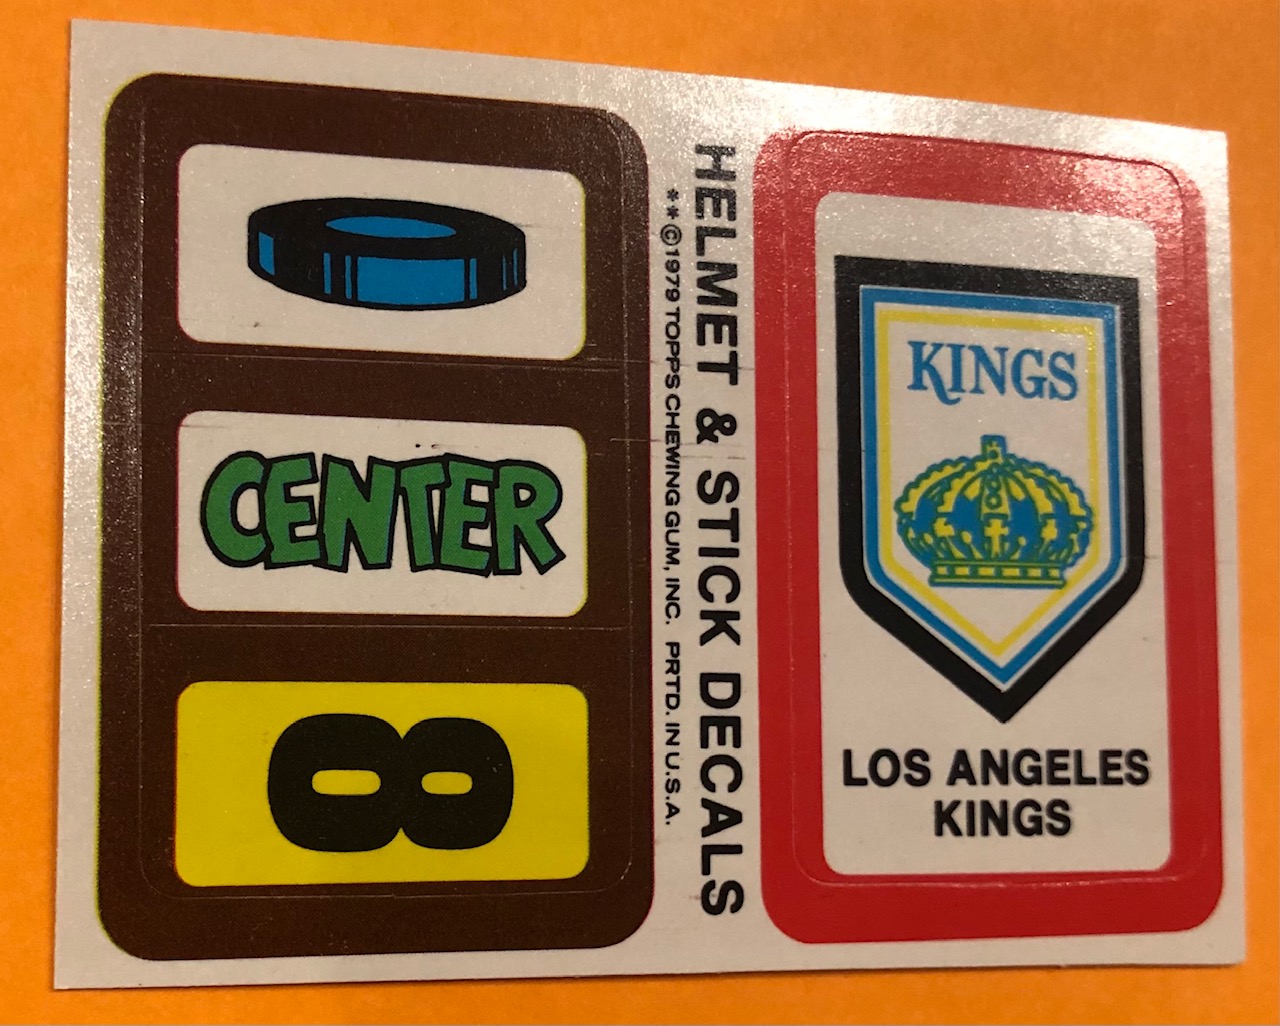 CENTER
8
HELMET & STICK DECALS
**©1979 TOPPS CHEWING GUM, INC. PRTD. IN U.S.A.
KINGS
LOS ANGELES
KINGS